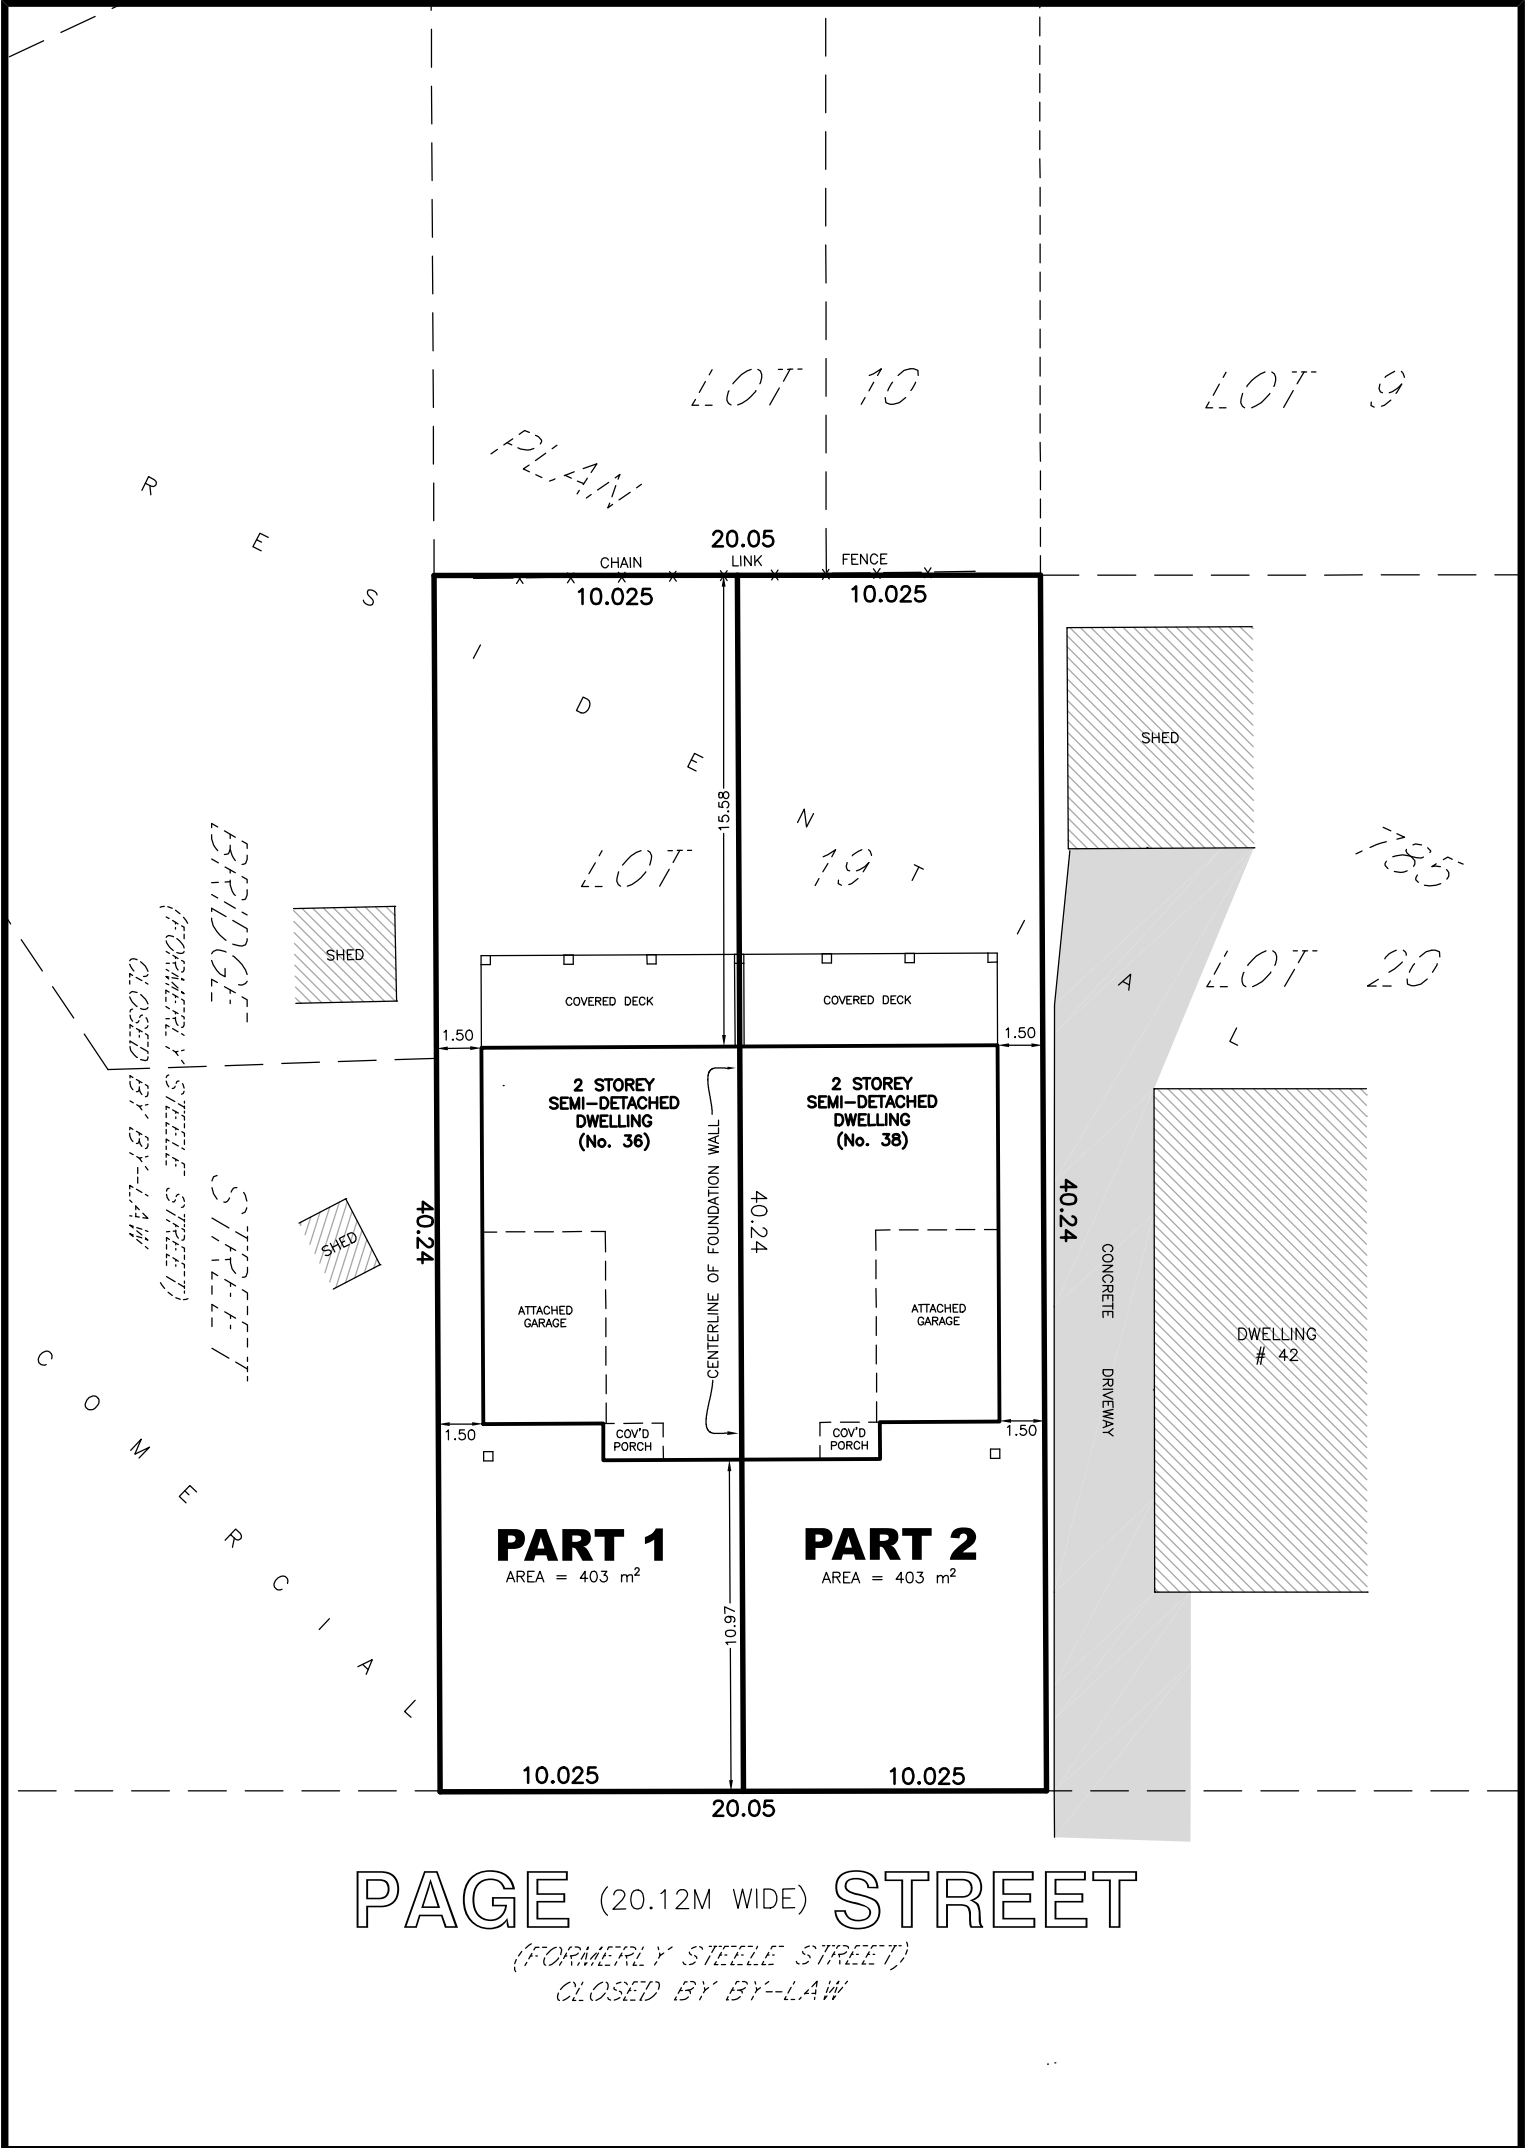 LOT 10
LOT 9
PLAN
RESIDENTIAL
20.05
CHAIN LINK FENCE
10.025
10.025
SHED
15.58
LOT 19
785
BRIDGE STREET
(FORMERLY STEELE STREET)
CLOSED BY BY-LAW
SHED
LOT 20
COVERED DECK
COVERED DECK
1.50
1.50
2 STOREY
SEMI-DETACHED
DWELLING
(No. 36)
2 STOREY
SEMI-DETACHED
DWELLING
(No. 38)
CENTERLINE OF FOUNDATION WALL
40.24
40.24
40.24
SHED
CONCRETE DRIVEWAY
ATTACHED
GARAGE
ATTACHED
GARAGE
DWELLING
# 42
COMERCIAL
1.50
COV'D
PORCH
COV'D
PORCH
1.50
PART 1
AREA = 403 m²
PART 2
AREA = 403 m²
10.97
10.025
10.025
20.05
PAGE (20.12M WIDE) STREET
(FORMERLY STEELE STREET)
CLOSED BY BY-LAW